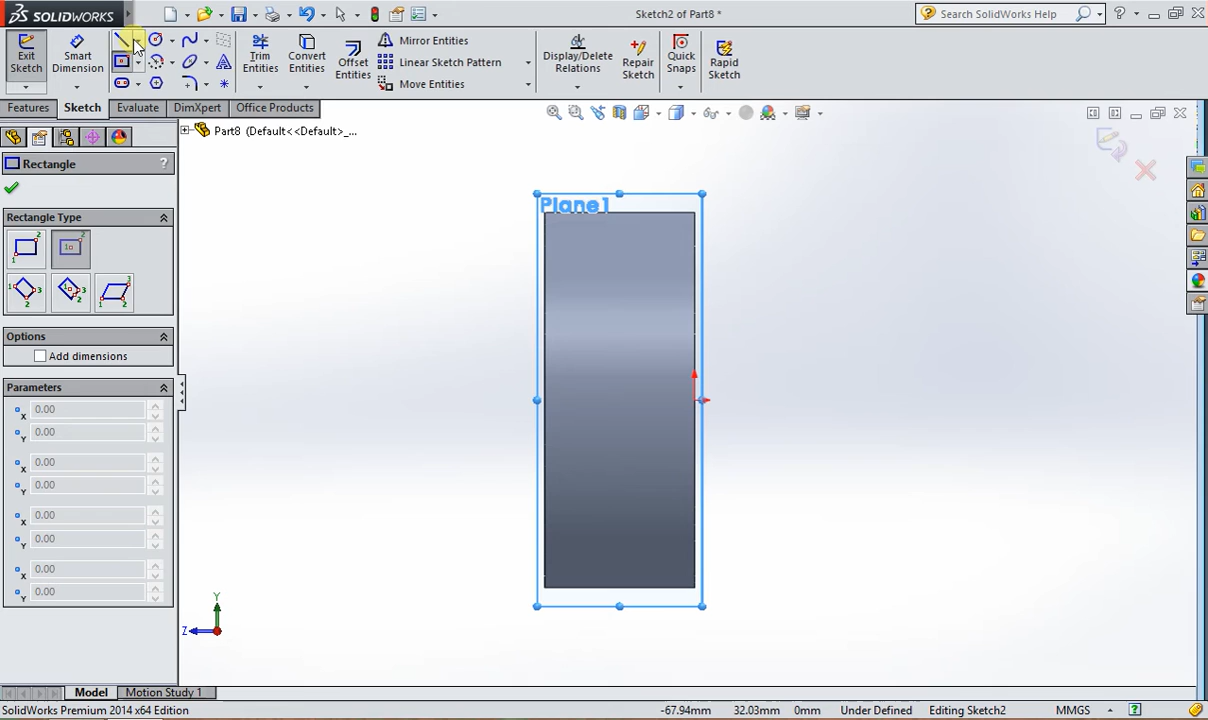 SOLIDWORKS
Sketch2 of Part8 *
Search SolidWorks Help
Exit Sketch
Smart Dimension
Trim Entities
Convert Entities
Offset Entities
Mirror Entities
Linear Sketch Pattern
Move Entities
Display/Delete Relations
Repair Sketch
Quick Snaps
Rapid Sketch
Features
Sketch
Evaluate
DimXpert
Office Products
Part8 (Default<<Default>_...
Rectangle
?
Rectangle Type
Options
Add dimensions
Parameters
X 0.00
Y 0.00
X 0.00
Y 0.00
X 0.00
Y 0.00
X 0.00
Y 0.00
Plane1
Y
Z
Model
Motion Study 1
SolidWorks Premium 2014 x64 Edition
-67.94mm
32.03mm
0mm
Under Defined
Editing Sketch2
MMGS